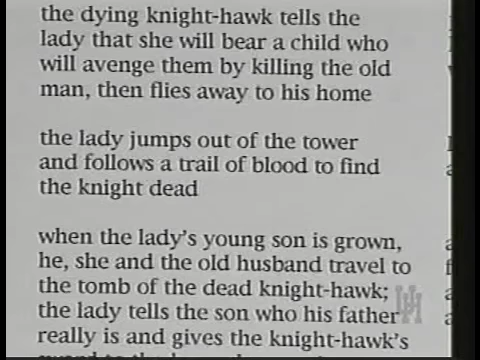 the dying knight-hawk tells the
lady that she will bear a child who
will avenge them by killing the old
man, then flies away to his home
the lady jumps out of the tower
and follows a trail of blood to find
the knight dead
when the lady's young son is grown,
he, she and the old husband travel to
the tomb of the dead knight-hawk;
the lady tells the son who his father
really is and gives the knight-hawk's